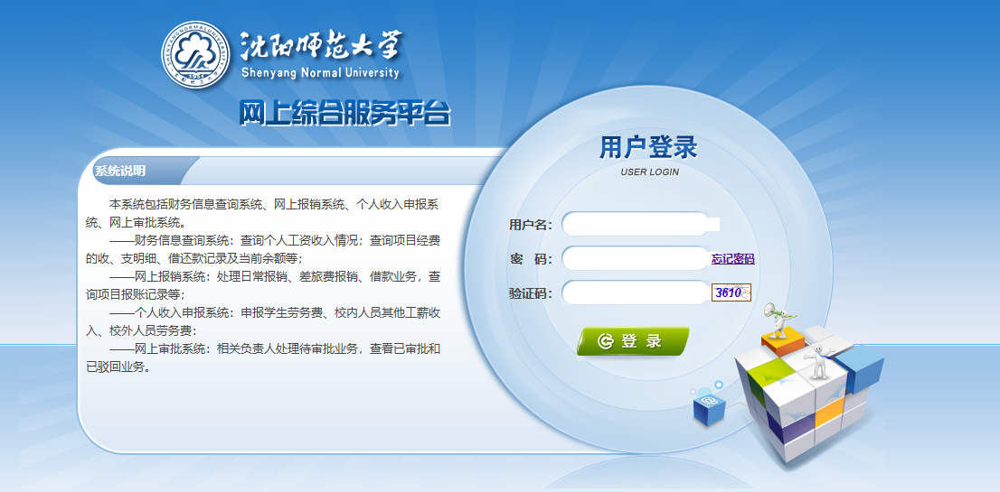 沈阳师范大学
Shenyang Normal University
网上综合服务平台
系统说明
本系统包括财务信息查询系统、网上报销系统、个人收入申报系
统、网上审批系统。
——财务信息查询系统：查询个人工资收入情况；查询项目经费
的收、支明细、借还款记录及当前余额等；
——网上报销系统：处理日常报销、差旅费报销、借款业务，查
询项目报账记录等；
——个人收入申报系统：申报学生劳务费、校内人员其他工薪收
入、校外人员劳务费：
——网上审批系统：相关负责人处理待审批业务，查看已审批和
已驳回业务。
用户登录
USER LOGIN
用户名：
密 码： 忘记密码
验证码： 3610
登 录